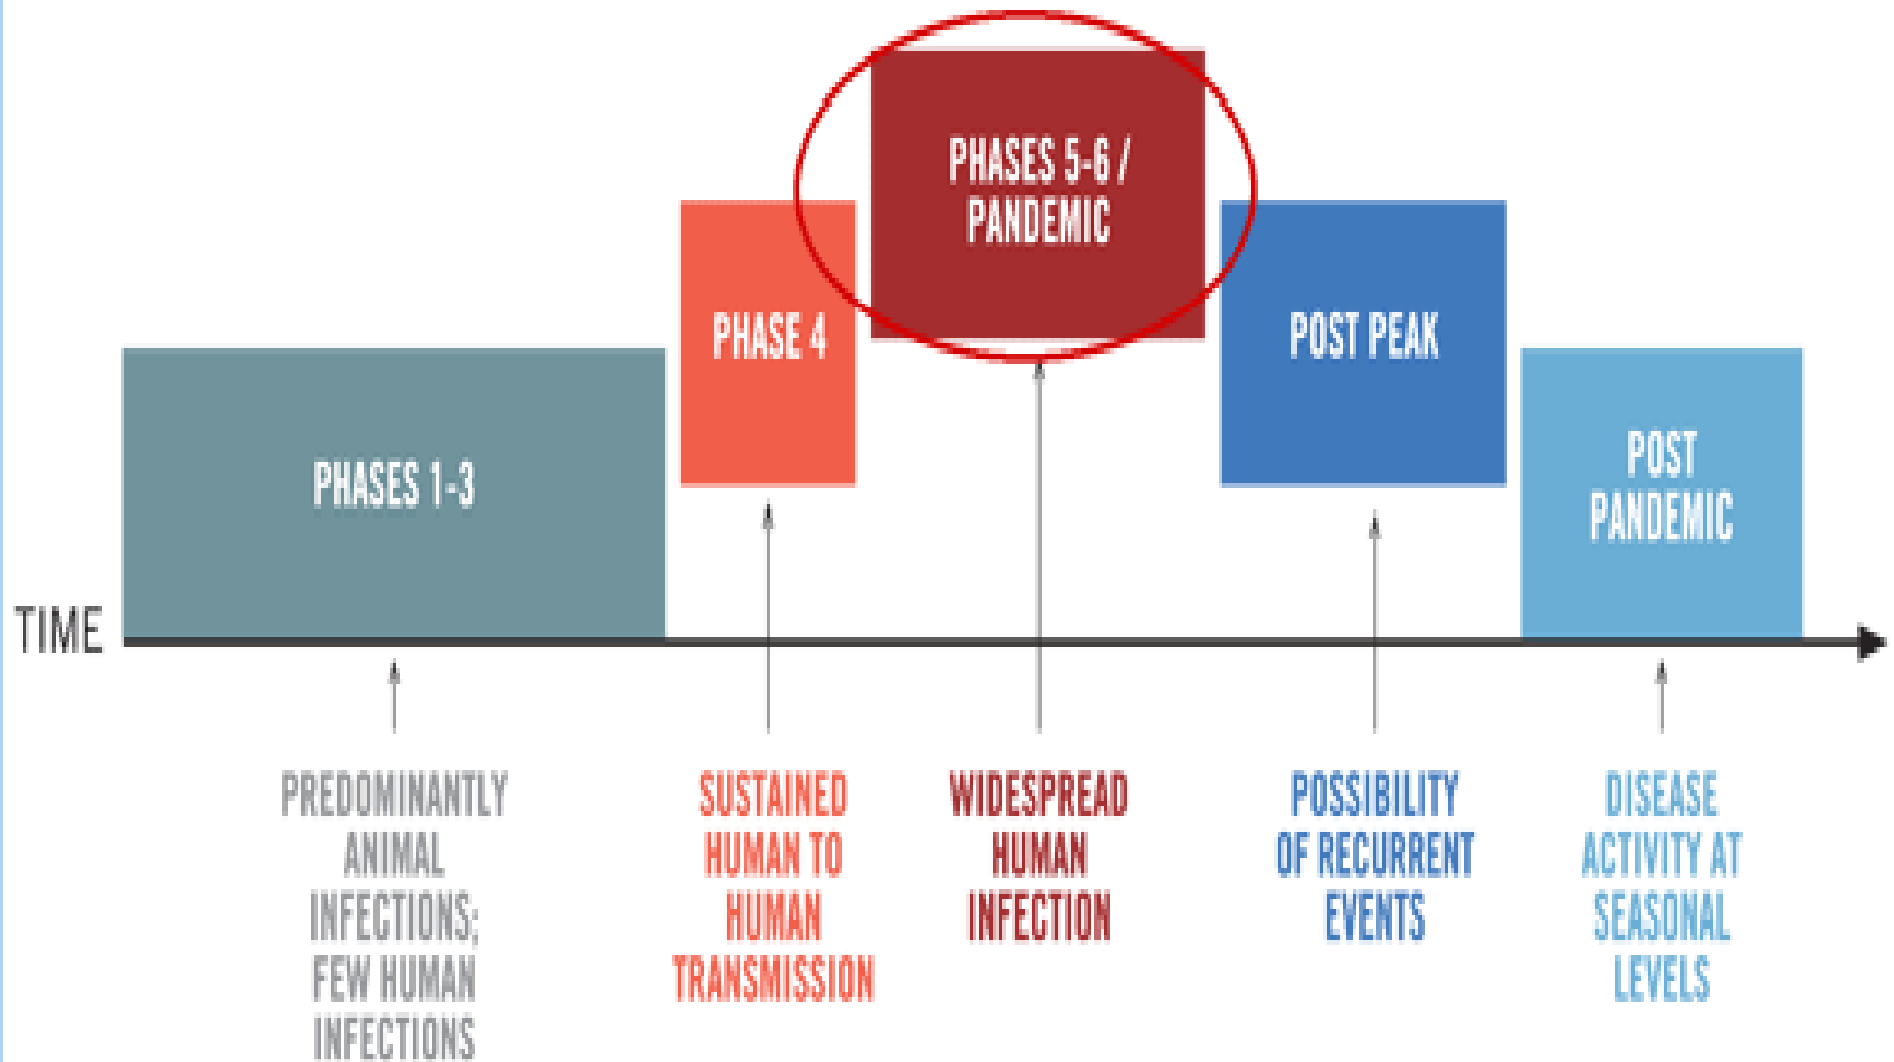 PHASES 5-6 /
PANDEMIC
PHASE 4
POST PEAK
PHASES 1-3
POST
PANDEMIC
TIME
PREDOMINANTLY
ANIMAL
INFECTIONS;
FEW HUMAN
INFECTIONS
SUSTAINED
HUMAN TO
HUMAN
TRANSMISSION
WIDESPREAD
HUMAN
INFECTION
POSSIBILITY
OF RECURRENT
EVENTS
DISEASE
ACTIVITY AT
SEASONAL
LEVELS